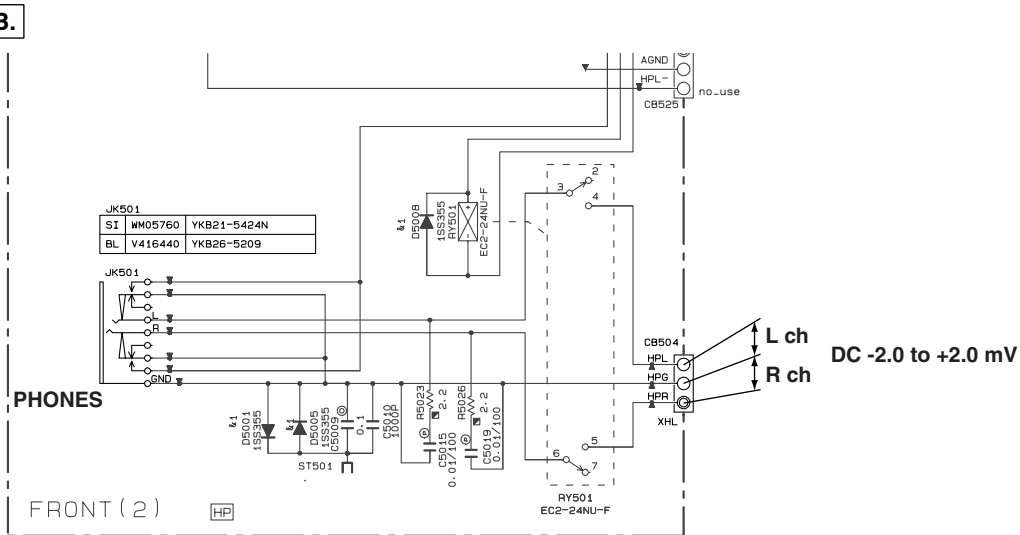 B.
AGND
HPL-
no_use
CB525
2
3
4
&1
D5008
1SS355
RY501
EC2-24NU-F
JK501
SI WM05760 YKB21-5424N
BL V416440 YKB26-5209
JK501
L
R
GND
PHONES
CB504
HPL
HPG
HPR
XHL
L ch
R ch
DC -2.0 to +2.0 mV
&1
D5001
1SS355
&1
D5005
1SS355
C5009
0.1
C5010
1000P
R5023
2.2
C5015
0.01/100
R5026
2.2
C5019
0.01/100
5
6
7
ST501
RY501
EC2-24NU-F
FRONT(2)
HP